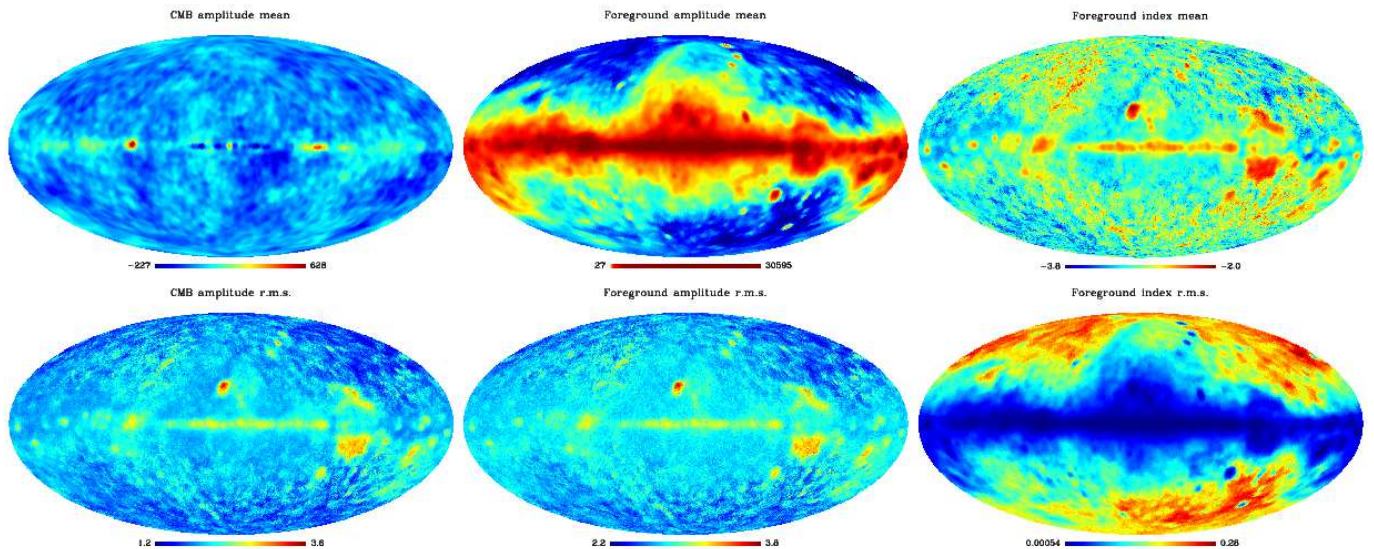 CMB amplitude mean
Foreground amplitude mean
Foreground index mean
-227 628
27 30595
-3.8 -2.0
CMB amplitude r.m.s.
Foreground amplitude r.m.s.
Foreground index r.m.s.
1.2 3.6
2.2 3.8
0.00054 0.28